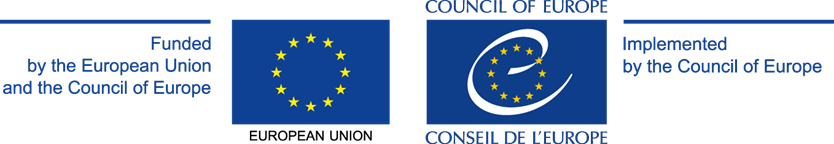 Funded
by the European Union
and the Council of Europe
EUROPEAN UNION
COUNCIL OF EUROPE
CONSEIL DE L'EUROPE
Implemented
by the Council of Europe